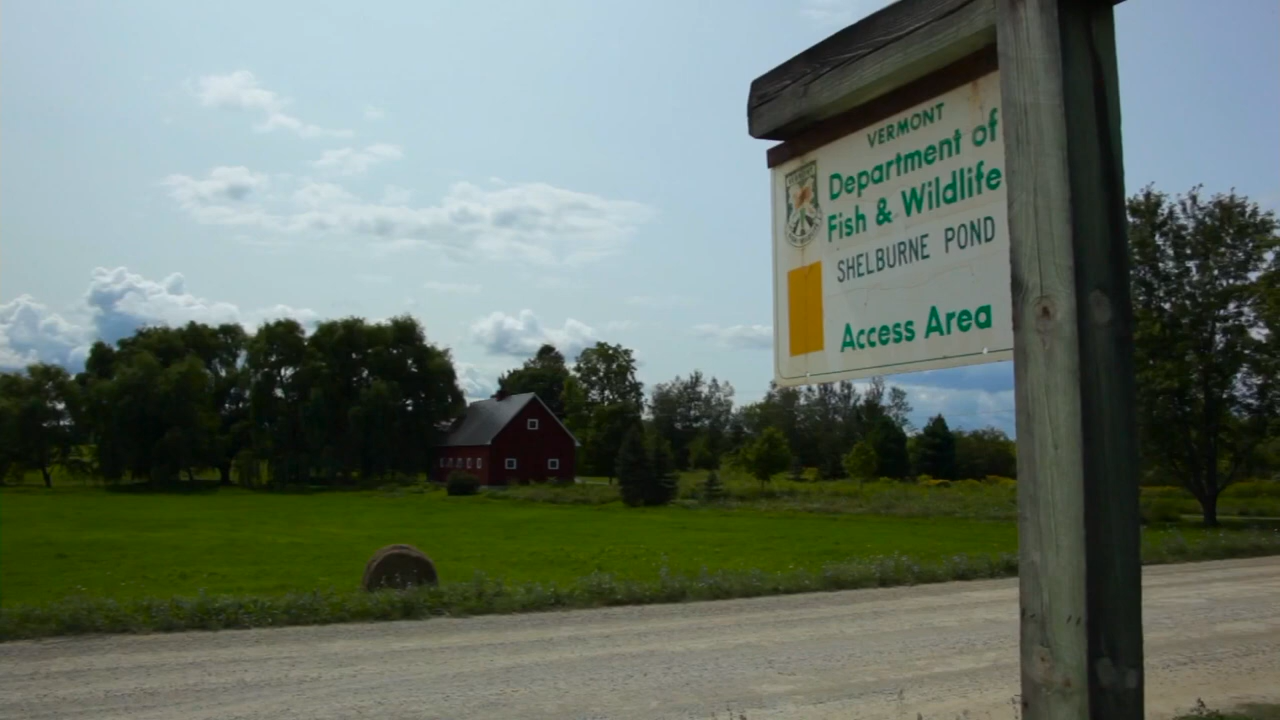 VERMONT
Department of
Fish & Wildlife
SHELBURNE POND
Access Area